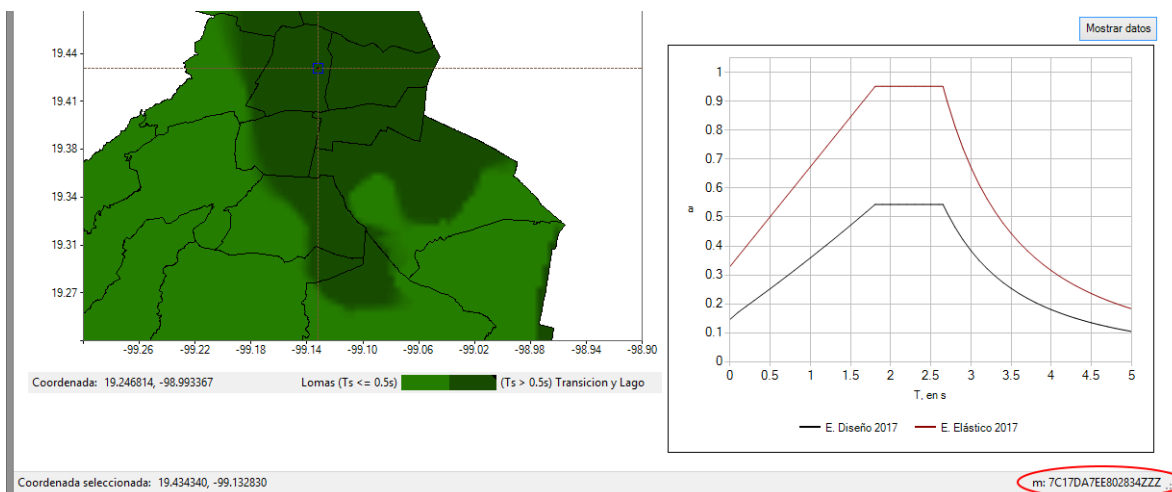 Mostrar datos
19.44
19.41
19.38
19.34
19.31
19.27
-99.26 -99.22 -99.18 -99.14 -99.10 -99.06 -99.02 -98.98 -98.94 -98.90
Coordenada: 19.246814, -98.993367 Lomas (Ts <= 0.5s) (Ts > 0.5s) Transicion y Lago
1
0.9
0.8
0.7
0.6
0.5
0.4
0.3
0.2
0.1
0
a
0 0.5 1 1.5 2 2.5 3 3.5 4 4.5 5
T, en s
E. Diseño 2017 E. Elástico 2017
Coordenada seleccionada: 19.434340, -99.132830 m: 7C17DA7EE802834ZZZ